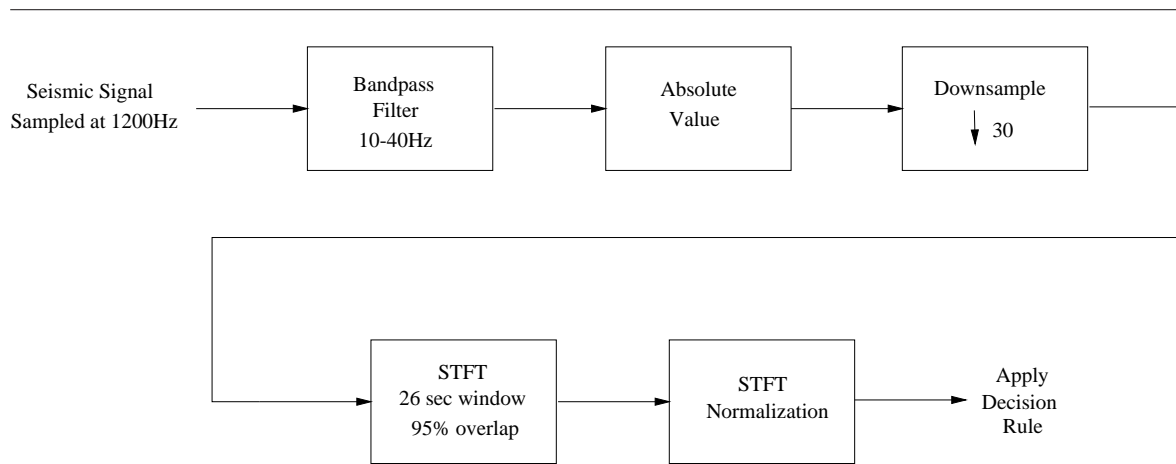 Seismic Signal
Sampled at 1200Hz
Bandpass
Filter
10-40Hz
Absolute
Value
Downsample
30
STFT
26 sec window
95% overlap
STFT
Normalization
Apply
Decision
Rule